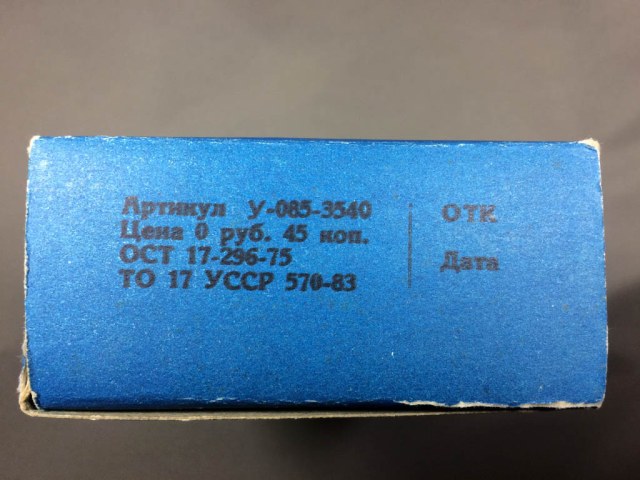 Артикул У-085-3540
Цена 0 руб. 45 коп.
ОСТ 17-296-75
ТО 17 УССР 570-83
ОТК
Дата